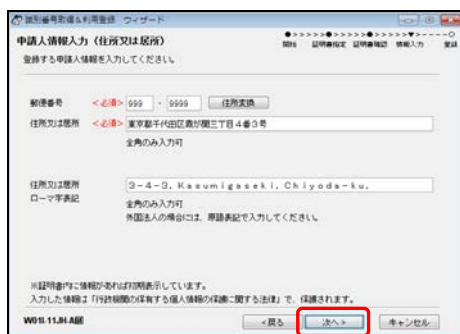 識別番号取得&利用登録 ウィザード
申請人情報入力(住所又は居所)
●>>>>>●>>>>>●>>>>>▼>----○
開始 証明書指定 証明書確認 情報入力 登録
登録する申請人情報を入力してください。
郵便番号 <必須> 999 - 9999 住所変換
住所又は居所 <必須> 東京都千代田区霞が関三丁目4番3号
全角のみ入力可
住所又は居所 3-4-3, Kasumigaseki, Chiyoda-ku,
ローマ字表記
全角のみ入力可
外国法人の場合には、原語表記で入力してください。
※証明書内に情報があれば初期表示しています。
入力した情報は「行政機関の保有する個人情報の保護に関する法律」で、保護されます。
W01I-11JH-A版 <戻る 次へ> キャンセル